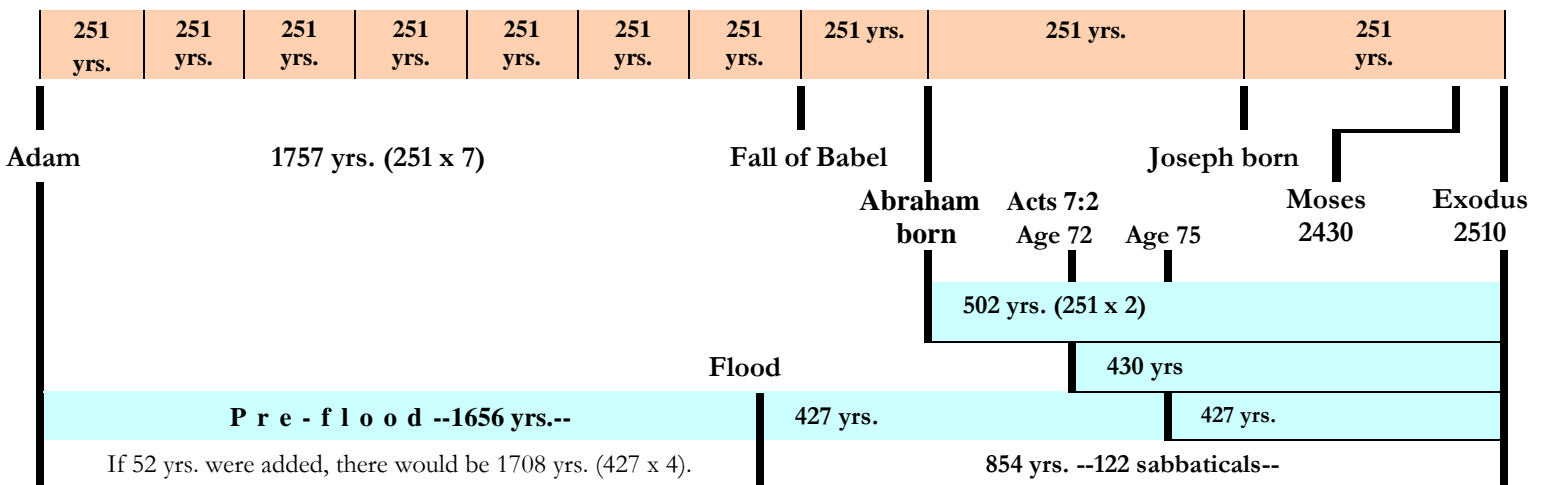 251 yrs. 251 yrs. 251 yrs. 251 yrs. 251 yrs. 251 yrs. 251 yrs. 251 yrs. 251 yrs. 251 yrs.
Adam 1757 yrs. (251 x 7) Fall of Babel Joseph born
Abraham Acts 7:2 Moses Exodus
born Age 72 Age 75 2430 2510
502 yrs. (251 x 2)
Flood 430 yrs
P r e - f l o o d --1656 yrs.-- 427 yrs. 427 yrs.
If 52 yrs. were added, there would be 1708 yrs. (427 x 4). 854 yrs. --122 sabbaticals--